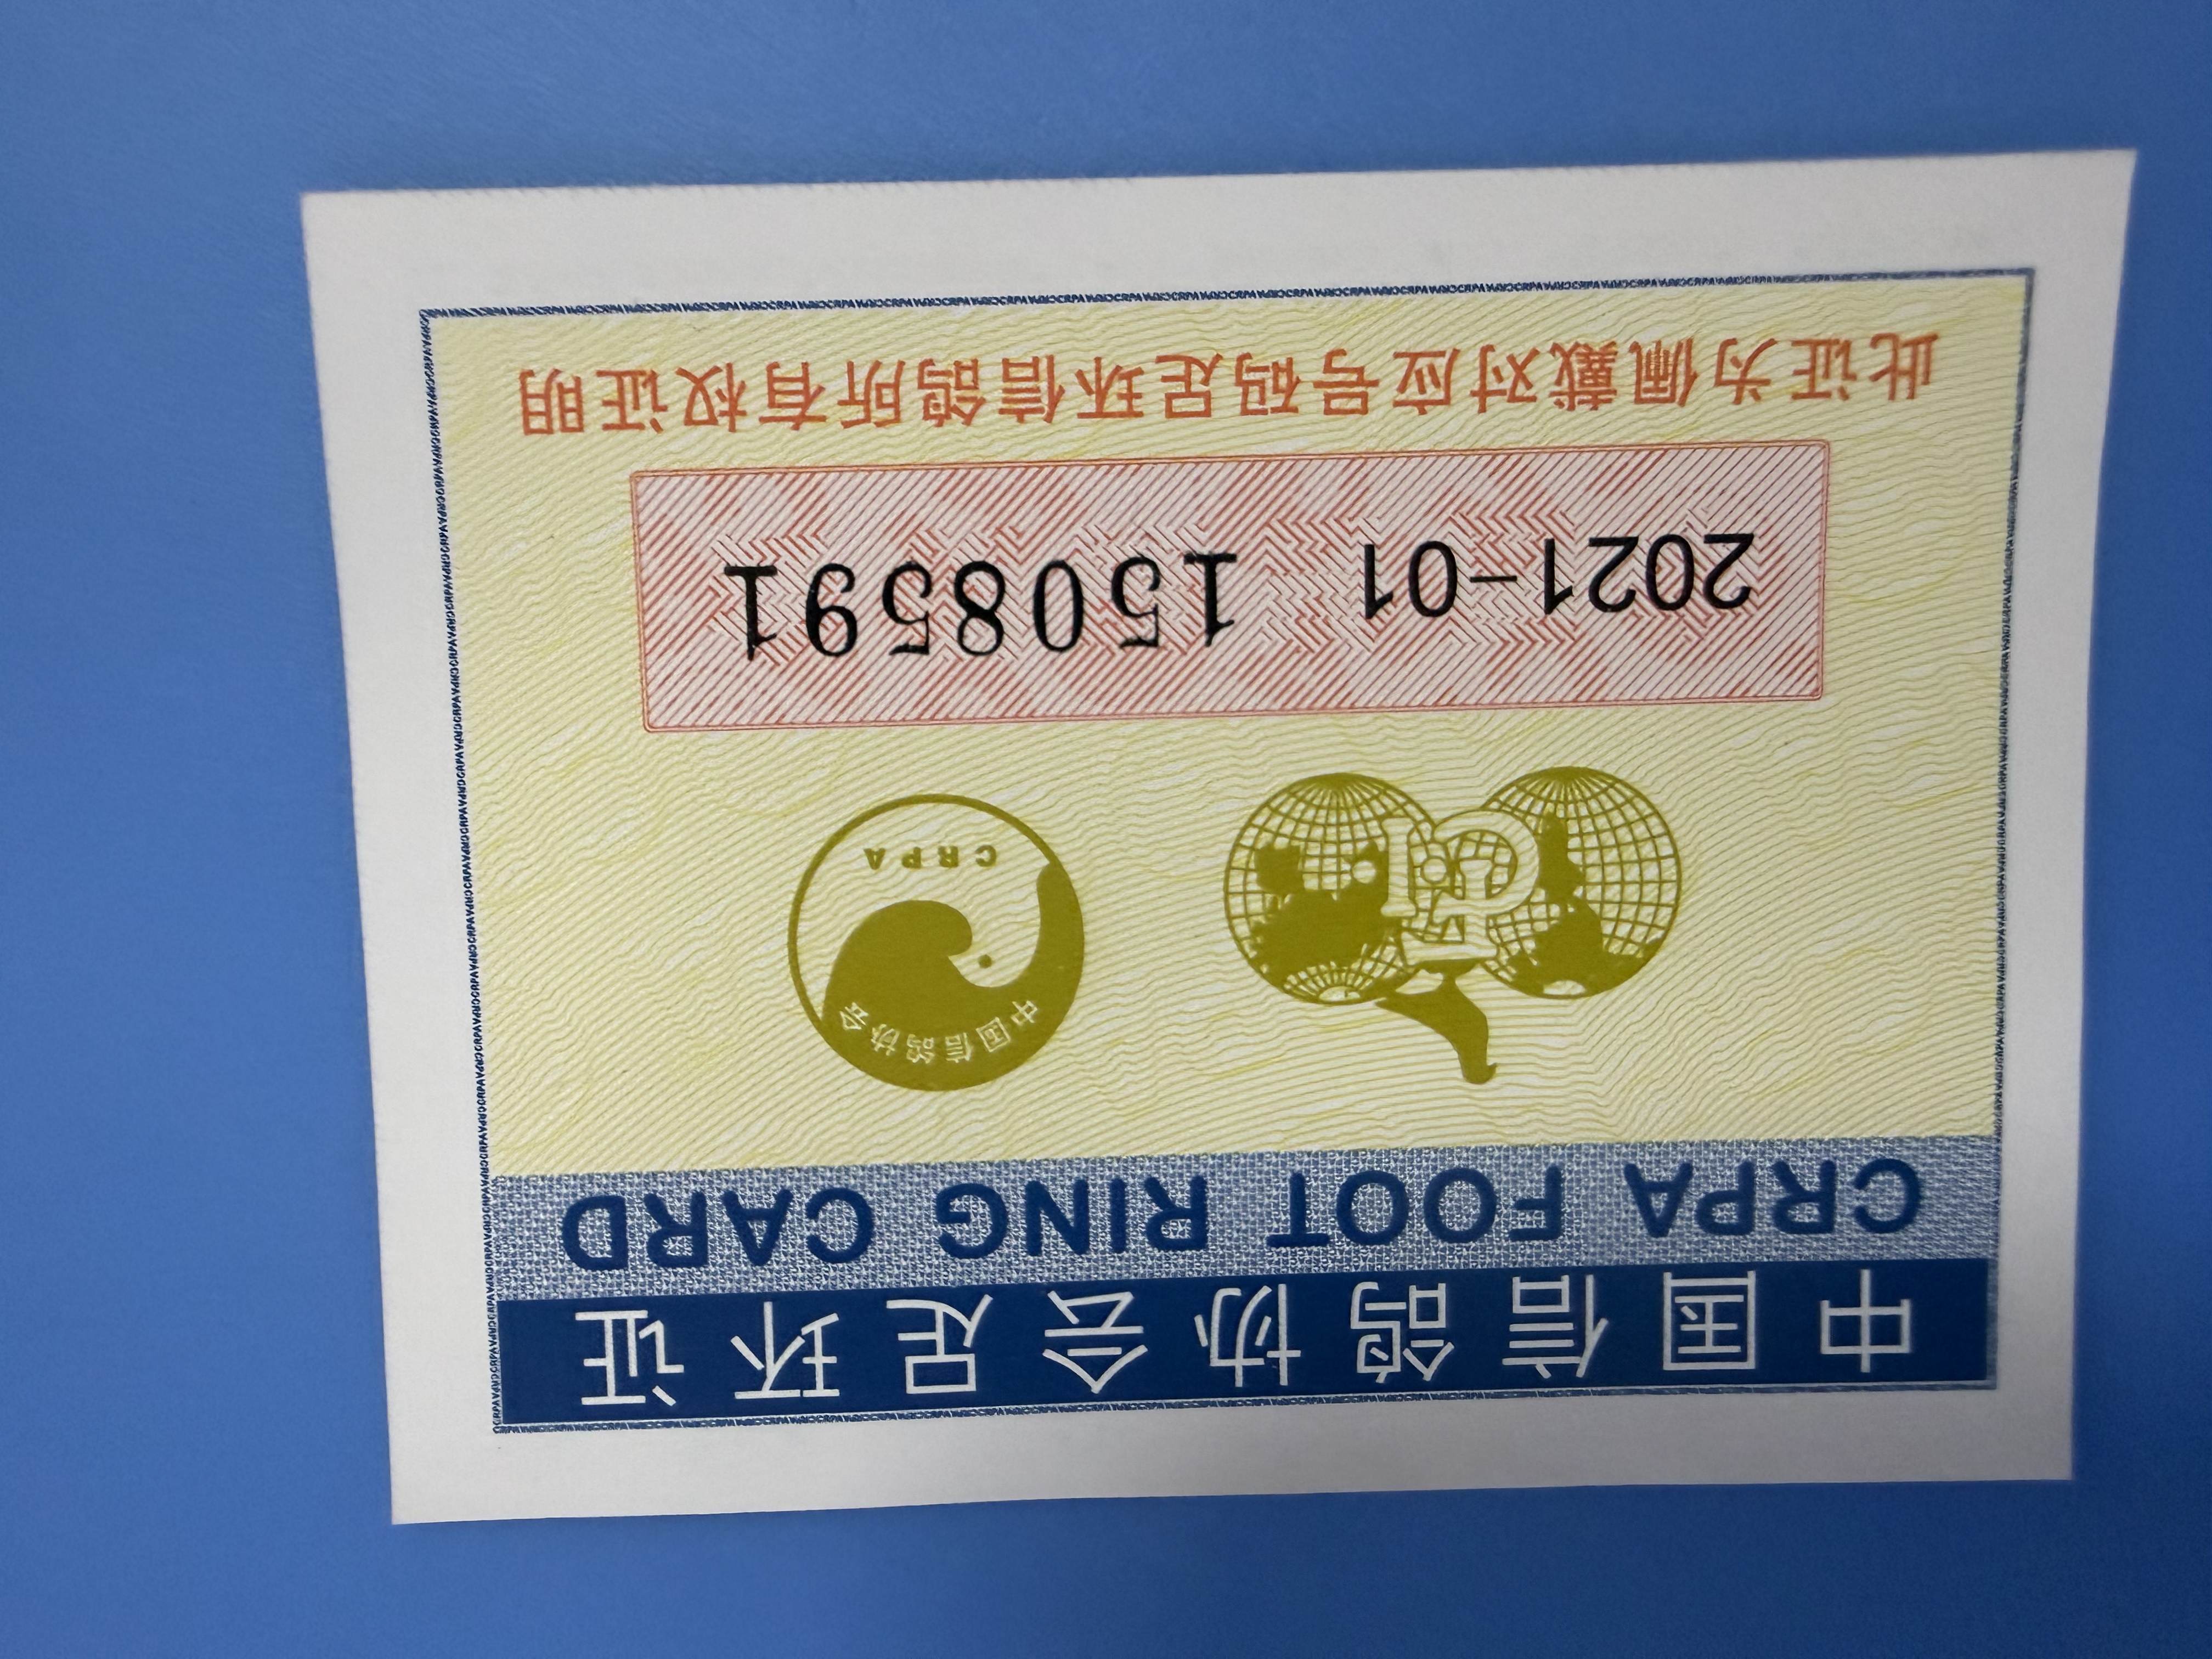 中国信鸽协会足环证
CRPA FOOT RING CARD
中国信鸽协会
CRPA
2021-01 1508591
此证为佩戴对应号码足环信鸽所有权证明